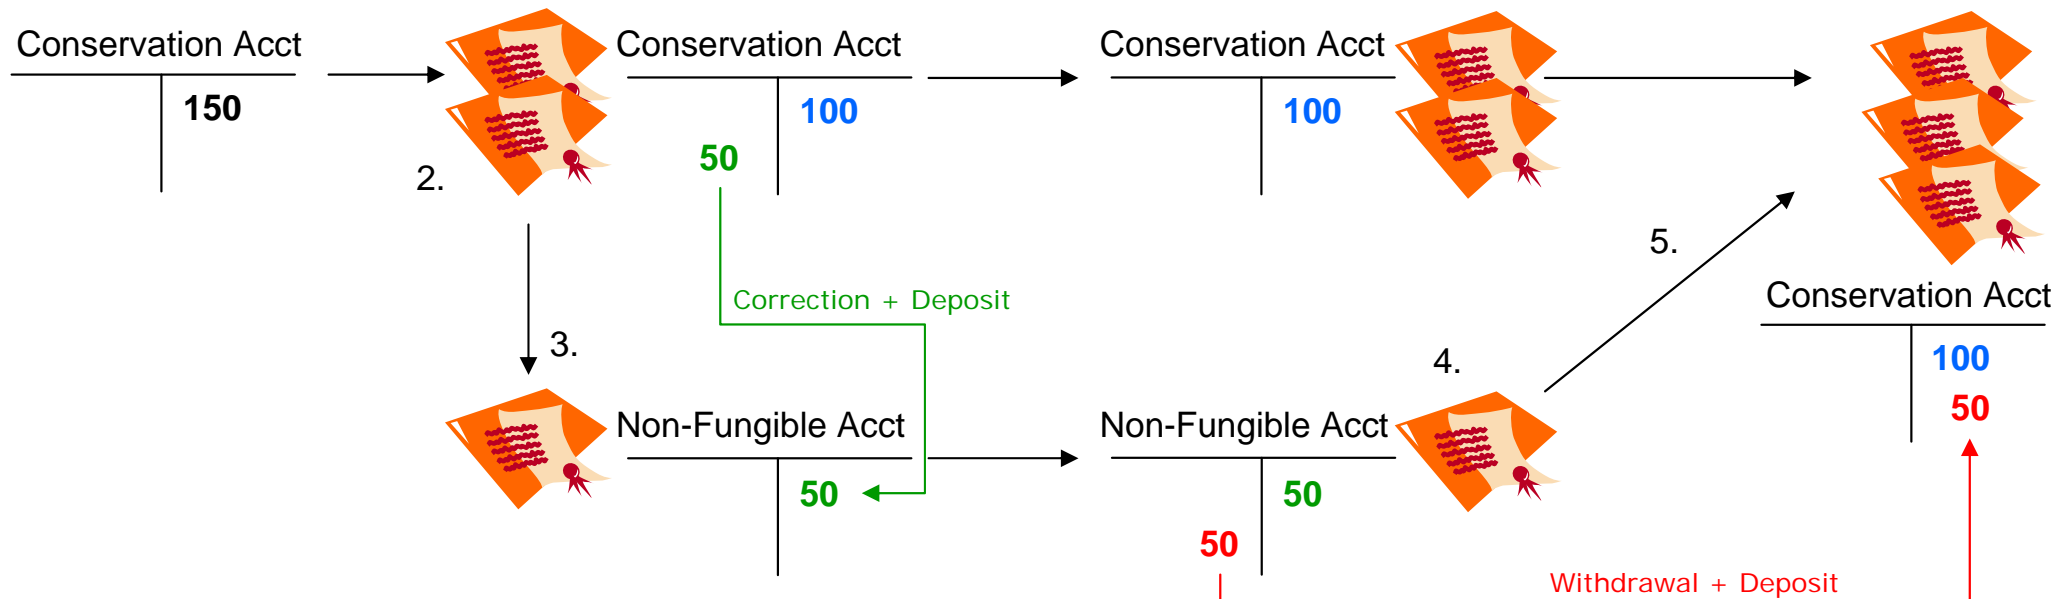 Conservation Acct
150
2.
Conservation Acct
100
50
Conservation Acct
100
Correction + Deposit
3.
Non-Fungible Acct
50
Non-Fungible Acct
50
50
4.
5.
Conservation Acct
100
50
Withdrawal + Deposit